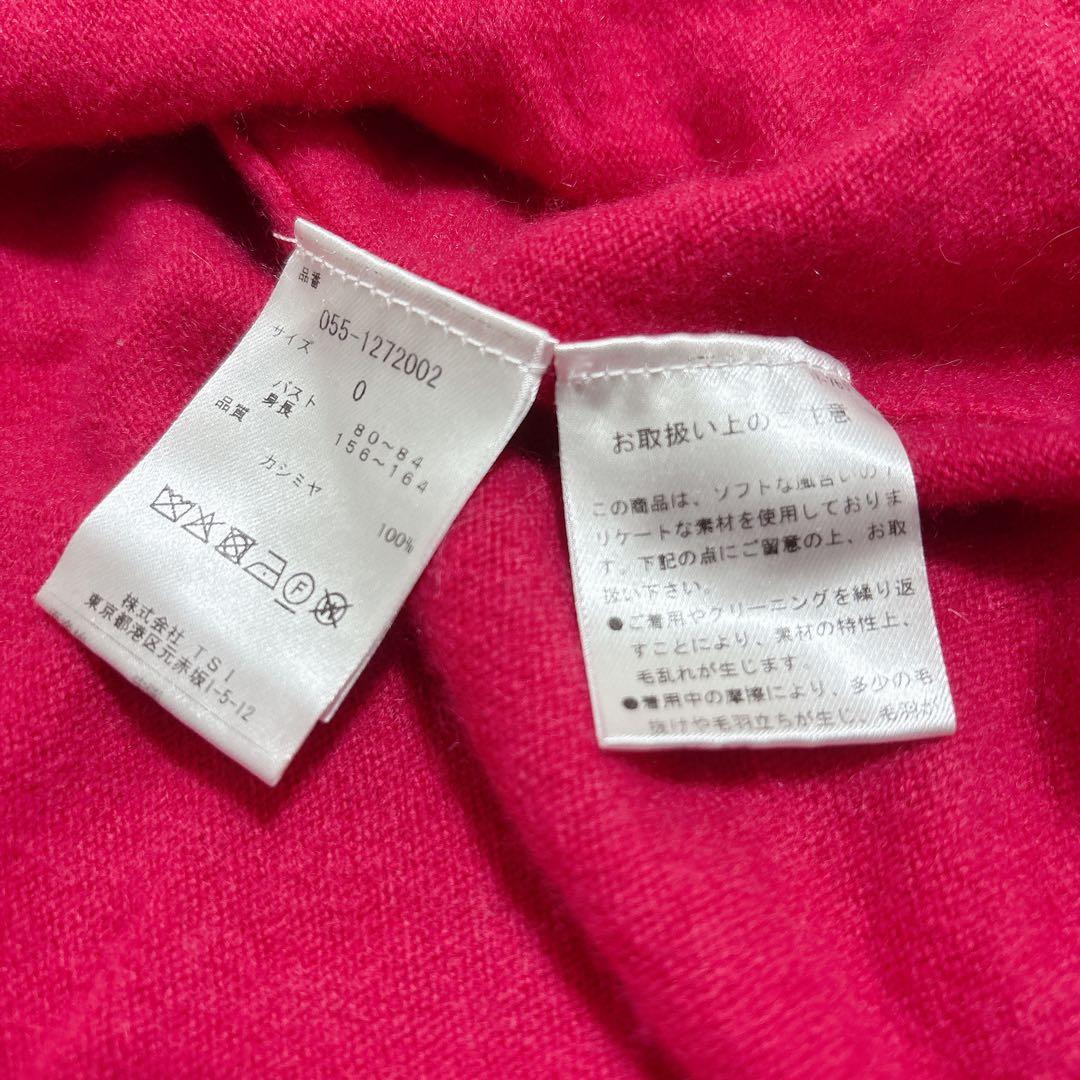 品番
055-1272002
サイズ
0
バスト 80～84
身長 156～164
品質
カシミヤ 100%
F
W
株式会社 TSI
東京都港区元赤坂1-5-12
お取扱い上のご注意
この商品は、ソフトな風合いのデ
リケートな素材を使用しておりま
す。下記の点にご留意の上、お取
扱い下さい。
●ご着用やクリーニングを繰り返
すことにより、素材の特性上、
毛乱れが生じます。
●着用中の摩擦により、多少の毛
抜けや毛羽立ちが生じ、毛羽が